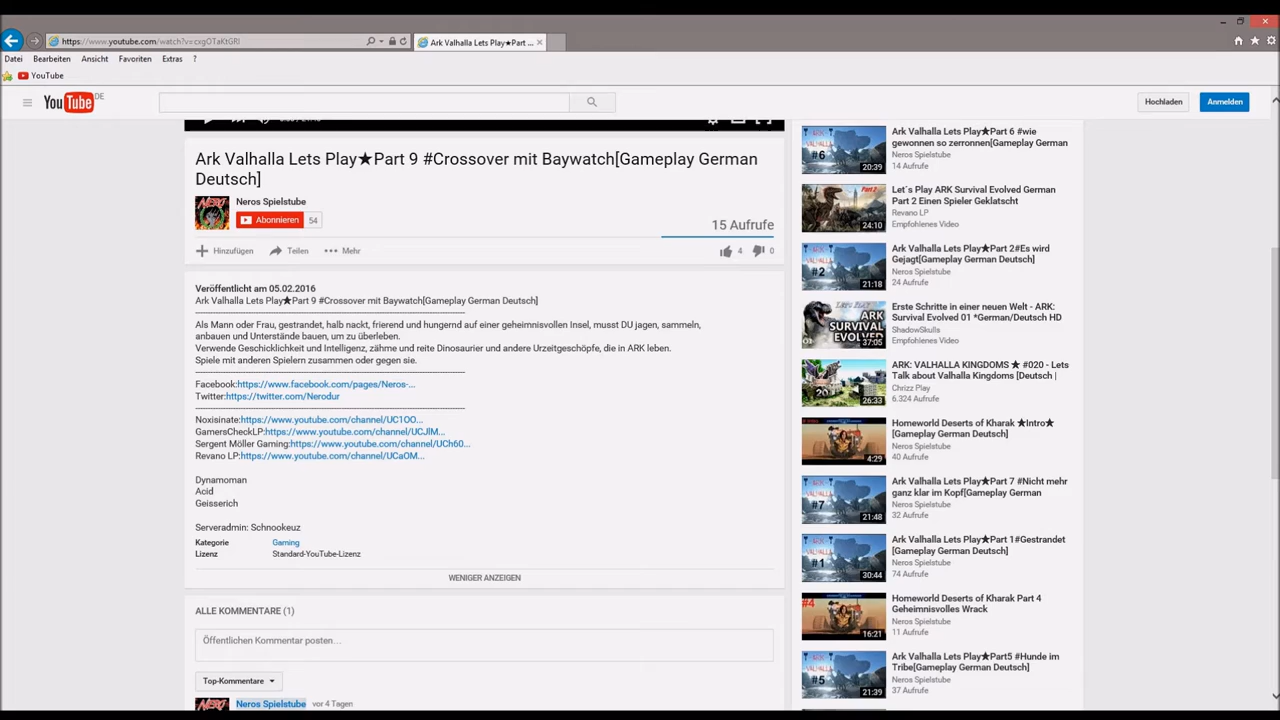 https://www.youtube.com/watch?v=cxgOTaKtGRI
Ark Valhalla Lets Play★Part ...
Datei Bearbeiten Ansicht Favoriten Extras ?
YouTube
YouTube DE
Hochladen
Anmelden
Ark Valhalla Lets Play★Part 9 #Crossover mit Baywatch[Gameplay German
Deutsch]
Neros Spielstube
Abonnieren 54
15 Aufrufe
Hinzufügen Teilen Mehr
4 0
Veröffentlicht am 05.02.2016
Ark Valhalla Lets Play★Part 9 #Crossover mit Baywatch[Gameplay German Deutsch]
Als Mann oder Frau, gestrandet, halb nackt, frierend und hungernd auf einer geheimnisvollen Insel, musst DU jagen, sammeln,
anbauen und Unterstände bauen, um zu überleben.
Verwende Geschicklichkeit und Intelligenz, zähme und reite Dinosaurier und andere Urzeitgeschöpfe, die in ARK leben.
Spiele mit anderen Spielern zusammen oder gegen sie.
Facebook:https://www.facebook.com/pages/Neros-...
Twitter:https://twitter.com/Nerodur
Noxisinate:https://www.youtube.com/channel/UC1OO...
GamersCheckLP:https://www.youtube.com/channel/UCJlM...
Sergent Möller Gaming:https://www.youtube.com/channel/UCh60...
Revano LP:https://www.youtube.com/channel/UCaOM...
Dynamoman
Acid
Geisserich
Serveradmin: Schnookeuz
Kategorie Gaming
Lizenz Standard-YouTube-Lizenz
WENIGER ANZEIGEN
ALLE KOMMENTARE (1)
Öffentlichen Kommentar posten...
Top-Kommentare
Neros Spielstube vor 4 Tagen
#6
20:39
Ark Valhalla Lets Play★Part 6 #wie
gewonnen so zerronnen[Gameplay German
Neros Spielstube
14 Aufrufe
Part 2
24:10
Let´s Play ARK Survival Evolved German
Part 2 Einen Spieler Geklatscht
Revano LP
Empfohlenes Video
#2
21:18
Ark Valhalla Lets Play★Part 2#Es wird
Gejagt[Gameplay German Deutsch]
Neros Spielstube
24 Aufrufe
ARK
SURVIVAL
EVOLVED
37:05
Erste Schritte in einer neuen Welt - ARK:
Survival Evolved 01 *German/Deutsch HD
ShadowSkulls
Empfohlenes Video
20
26:33
ARK: VALHALLA KINGDOMS ★ #020 - Lets
Talk about Valhalla Kingdoms [Deutsch |
Chrizz Play
6.324 Aufrufe
4:29
Homeworld Deserts of Kharak ★Intro★
[Gameplay German Deutsch]
Neros Spielstube
40 Aufrufe
#7
21:48
Ark Valhalla Lets Play★Part 7 #Nicht mehr
ganz klar im Kopf[Gameplay German
Neros Spielstube
32 Aufrufe
#1
30:44
Ark Valhalla Lets Play★Part 1#Gestrandet
[Gameplay German Deutsch]
Neros Spielstube
74 Aufrufe
#4
16:21
Homeworld Deserts of Kharak Part 4
Geheimnisvolles Wrack
Neros Spielstube
11 Aufrufe
#5
21:39
Ark Valhalla Lets Play★Part5 #Hunde im
Tribe[Gameplay German Deutsch]
Neros Spielstube
37 Aufrufe